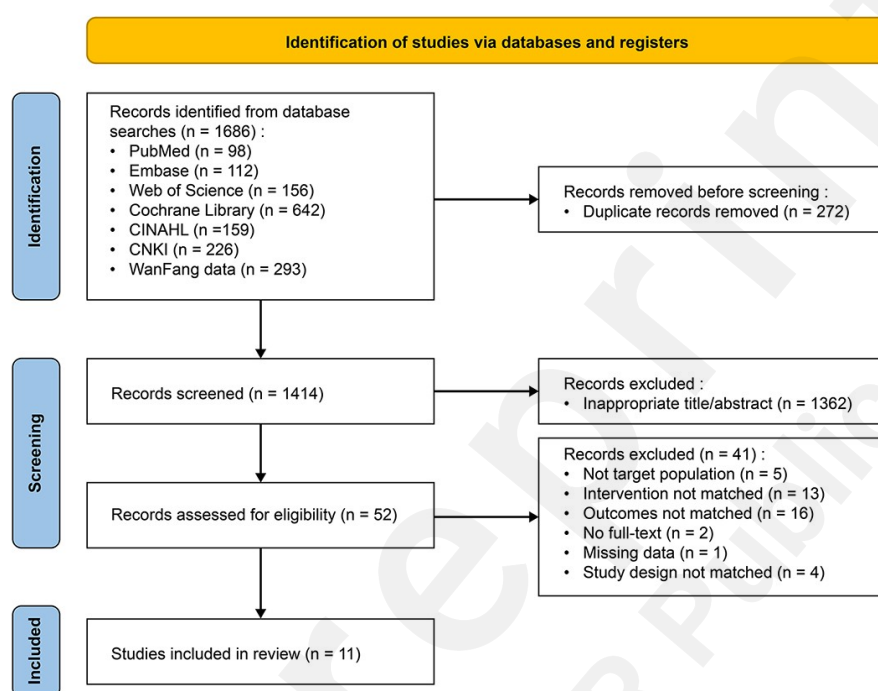 Identification of studies via databases and registers
Identification
Records identified from database
searches (n = 1686) :
• PubMed (n = 98)
• Embase (n = 112)
• Web of Science (n = 156)
• Cochrane Library (n = 642)
• CINAHL (n =159)
• CNKI (n = 226)
• WanFang data (n = 293)
Records removed before screening :
• Duplicate records removed (n = 272)
Screening
Records screened (n = 1414)
Records excluded :
• Inappropriate title/abstract (n = 1362)
Records assessed for eligibility (n = 52)
Records excluded (n = 41) :
• Not target population (n = 5)
• Intervention not matched (n = 13)
• Outcomes not matched (n = 16)
• No full-text (n = 2)
• Missing data (n = 1)
• Study design not matched (n = 4)
Included
Studies included in review (n = 11)